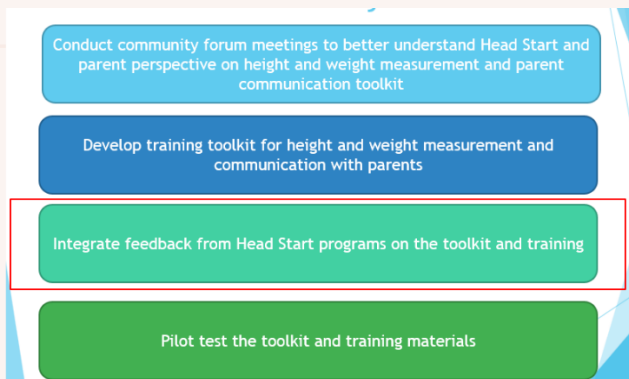 Conduct community forum meetings to better understand Head Start and
parent perspective on height and weight measurement and parent
communication toolkit
Develop training toolkit for height and weight measurement and
communication with parents
Integrate feedback from Head Start programs on the toolkit and training
Pilot test the toolkit and training materials